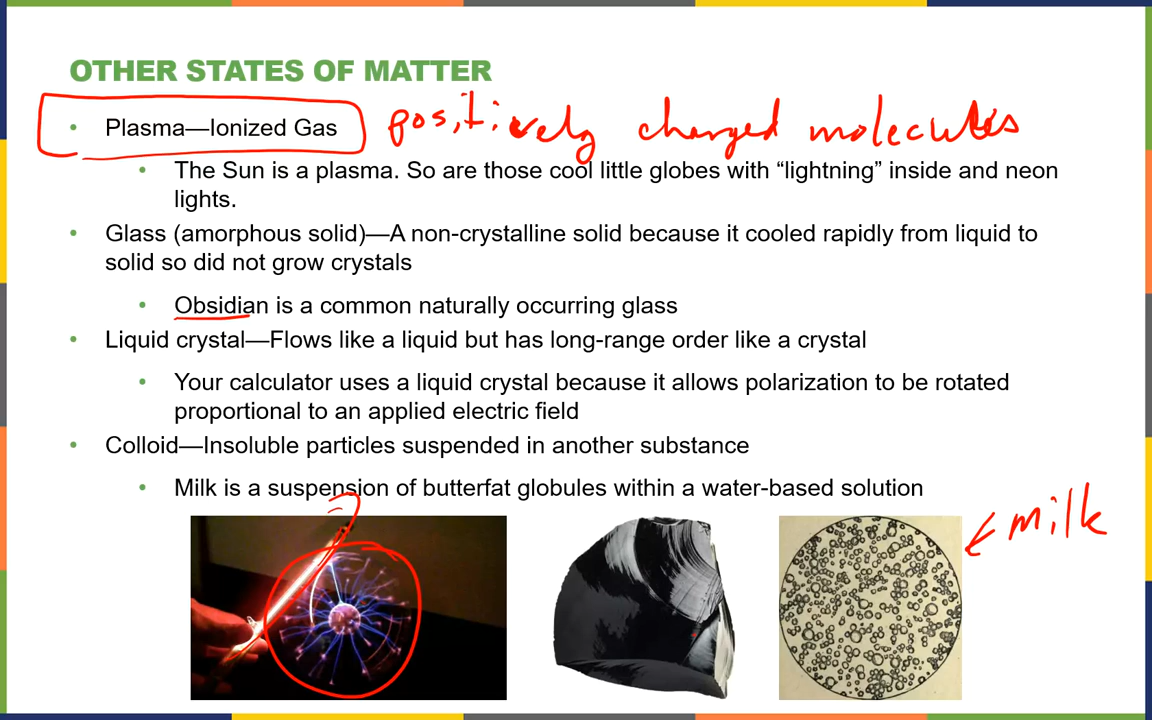 OTHER STATES OF MATTER
• Plasma—Ionized Gas positively charged molecules
• The Sun is a plasma. So are those cool little globes with “lightning” inside and neon
lights.
• Glass (amorphous solid)—A non-crystalline solid because it cooled rapidly from liquid to
solid so did not grow crystals
• Obsidian is a common naturally occurring glass
• Liquid crystal—Flows like a liquid but has long-range order like a crystal
• Your calculator uses a liquid crystal because it allows polarization to be rotated
proportional to an applied electric field
• Colloid—Insoluble particles suspended in another substance
• Milk is a suspension of butterfat globules within a water-based solution
milk